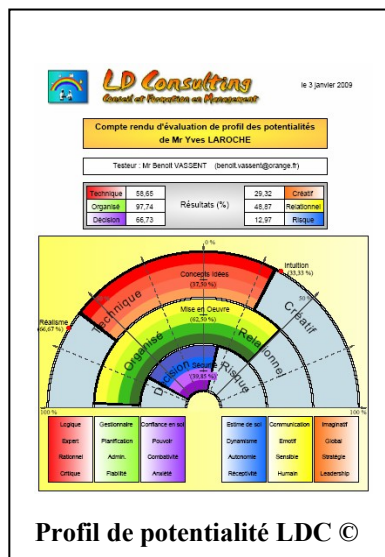 LD Consulting
Conseil et Formation en Management
le 3 janvier 2009
Compte rendu d'évaluation de profil des potentialités
de Mr Yves LAROCHE
Testeur : Mr Benoit VASSENT (benoit.vassent@orange.fr)
Technique 58,65 Résultats (%) 29,32 Créatif
Organisé 97,74 48,87 Relationnel
Décision 66,73 12,97 Risque
0 %
Intuition
(33,33 %)
Concepts Idées
(37,50 %)
Technique
Créatif
50 %
Réalisme
(66,67 %)
Mise en Oeuvre
(62,50 %)
Organisé
Relationnel
Sécurité
Décision
Risque
100 % 100 %
Logique Gestionnaire Confiance en soi Estime de soi Communication Imaginatif
Expert Planification Pouvoir Dynamisme Emotif Global
Rationnel Admin. Combativité Autonomie Sensible Stratégie
Critique Fiabilité Anxiété Réceptivité Humain Leadership
Profil de potentialité LDC ©